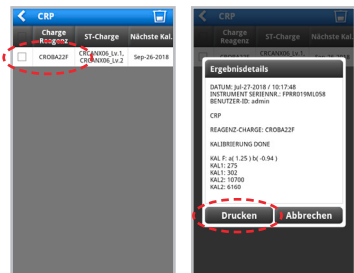 CRP
Charge Reagenz
ST-Charge
Nächste Kal.
CROBA22F
CRCANX06_Lv.1,
CRCANX06_Lv.2
Sep-26-2018
CRP
Charge Reagenz
ST-Charge
Nächste Kal.
Ergebnisdetails
DATUM: Jul-27-2018 / 10:17:48
INSTRUMENT SERIENNR.: FPRR019ML058
BENUTZER-ID: admin
CRP
REAGENZ-CHARGE: CROBA22F
KALIBRIERUNG DONE
KAL F: a( 1.25 ) b( -0.94 )
KAL1: 275
KAL1: 302
KAL2: 10700
KAL2: 6160
Drucken
Abbrechen